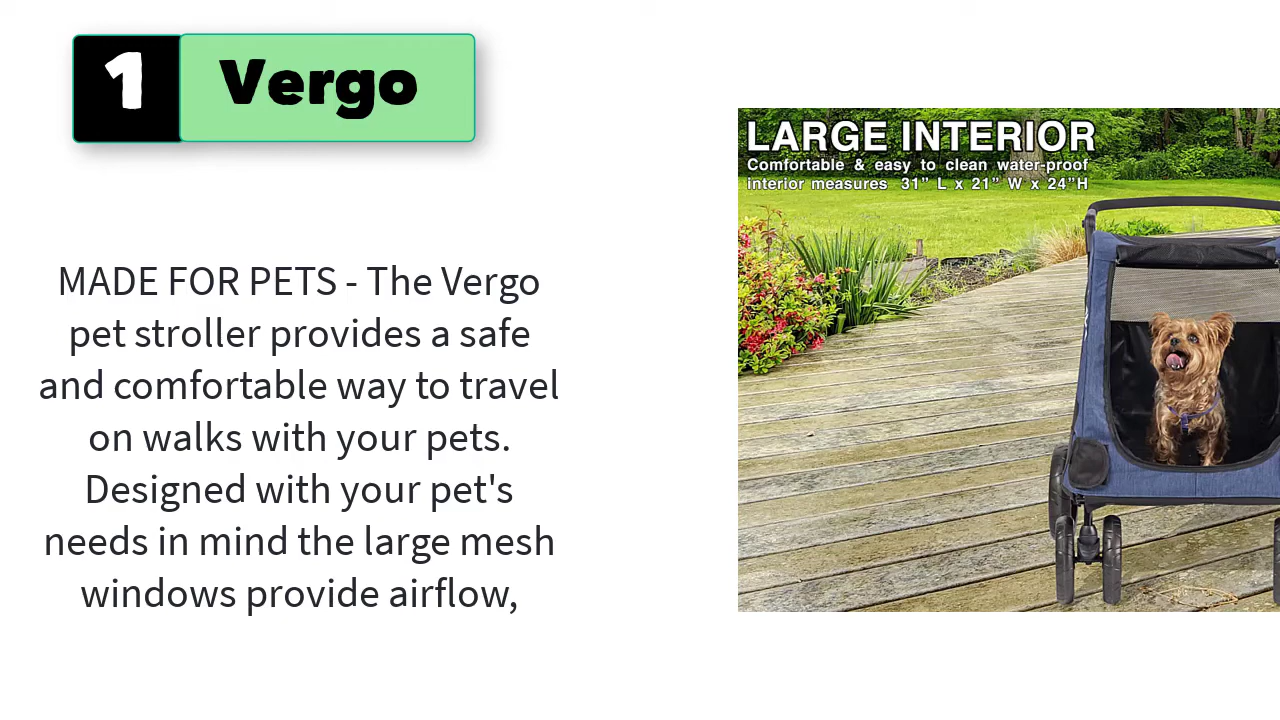 1 Vergo
MADE FOR PETS - The Vergo
pet stroller provides a safe
and comfortable way to travel
on walks with your pets.
Designed with your pet's
needs in mind the large mesh
windows provide airflow,
LARGE INTERIOR
Comfortable & easy to clean water-proof
interior measures 31” L x 21” W x 24”H